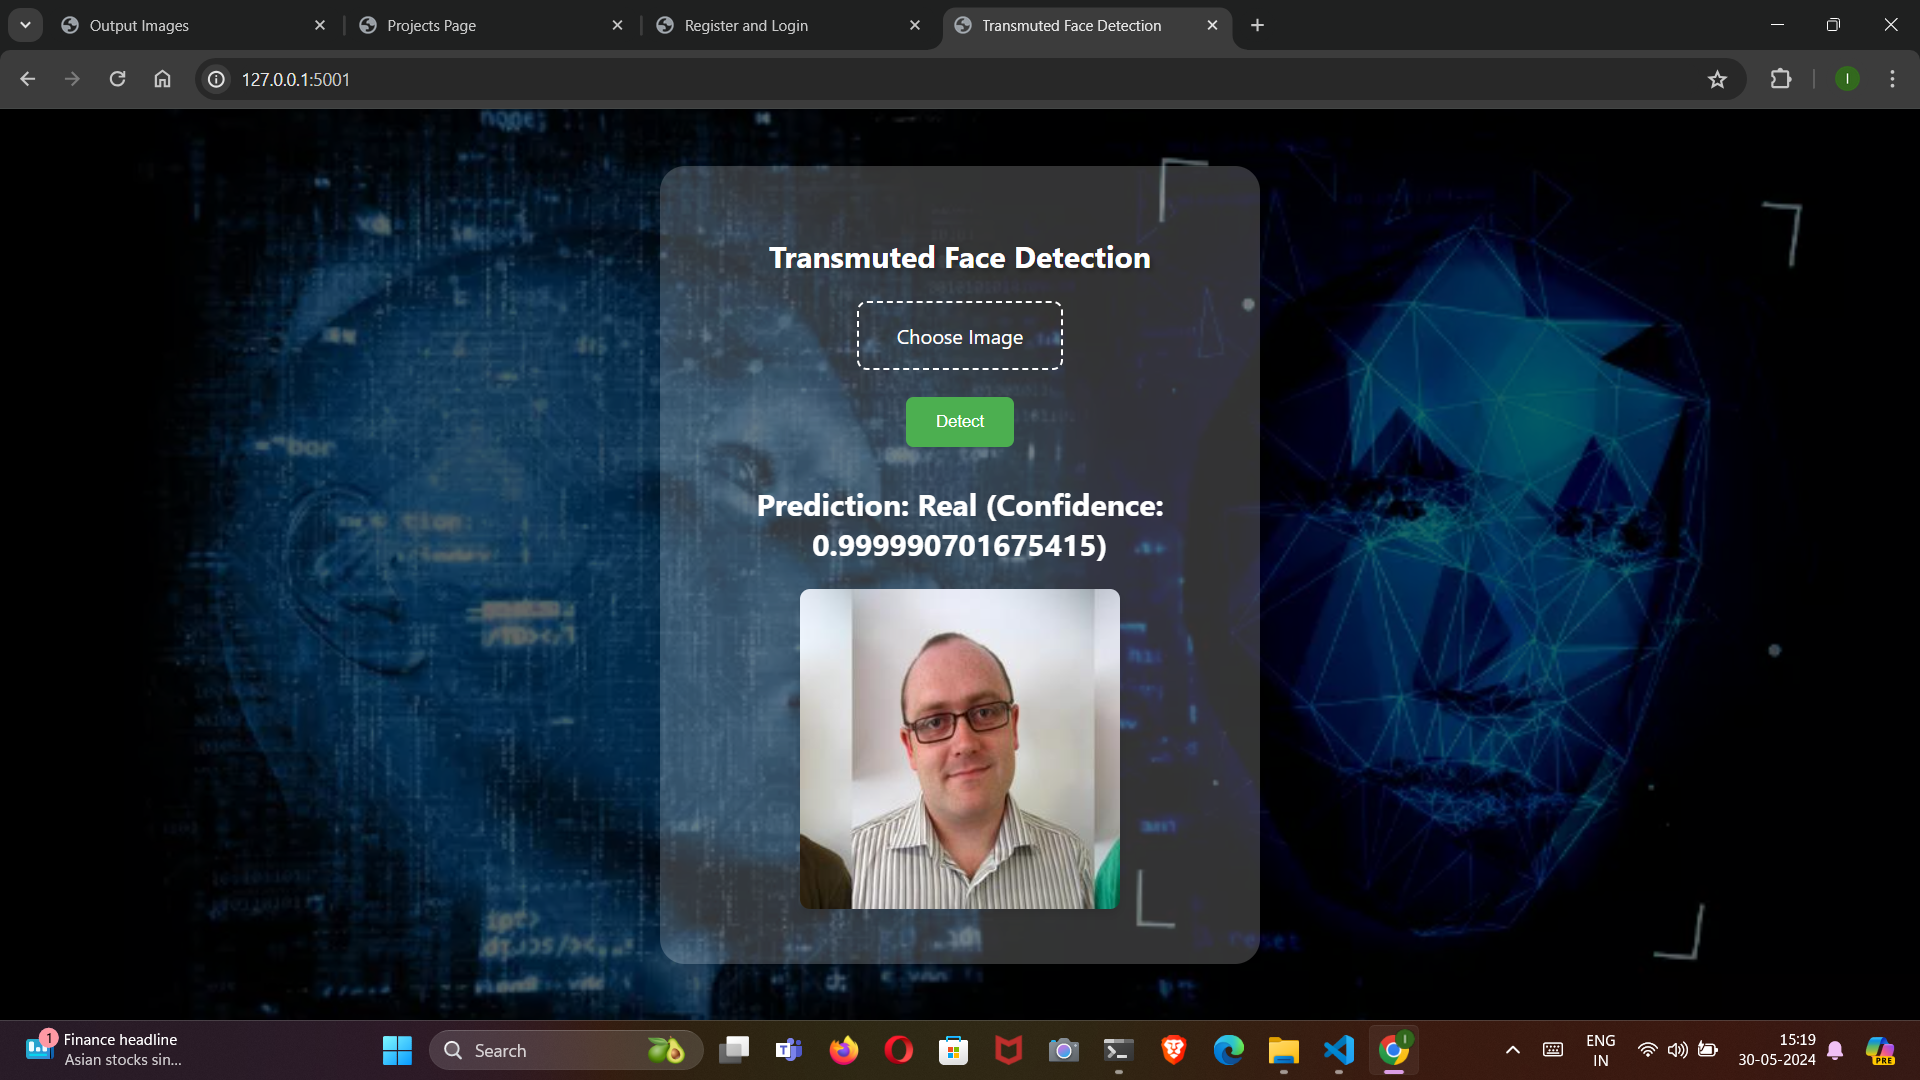 Output Images
Projects Page
Register and Login
Transmuted Face Detection
127.0.0.1:5001
Transmuted Face Detection
Choose Image
Detect
Prediction: Real (Confidence:
0.999990701675415)
reset
1
Finance headline
Asian stocks sin...
Search
ENG
IN
15:19
30-05-2024
PRE